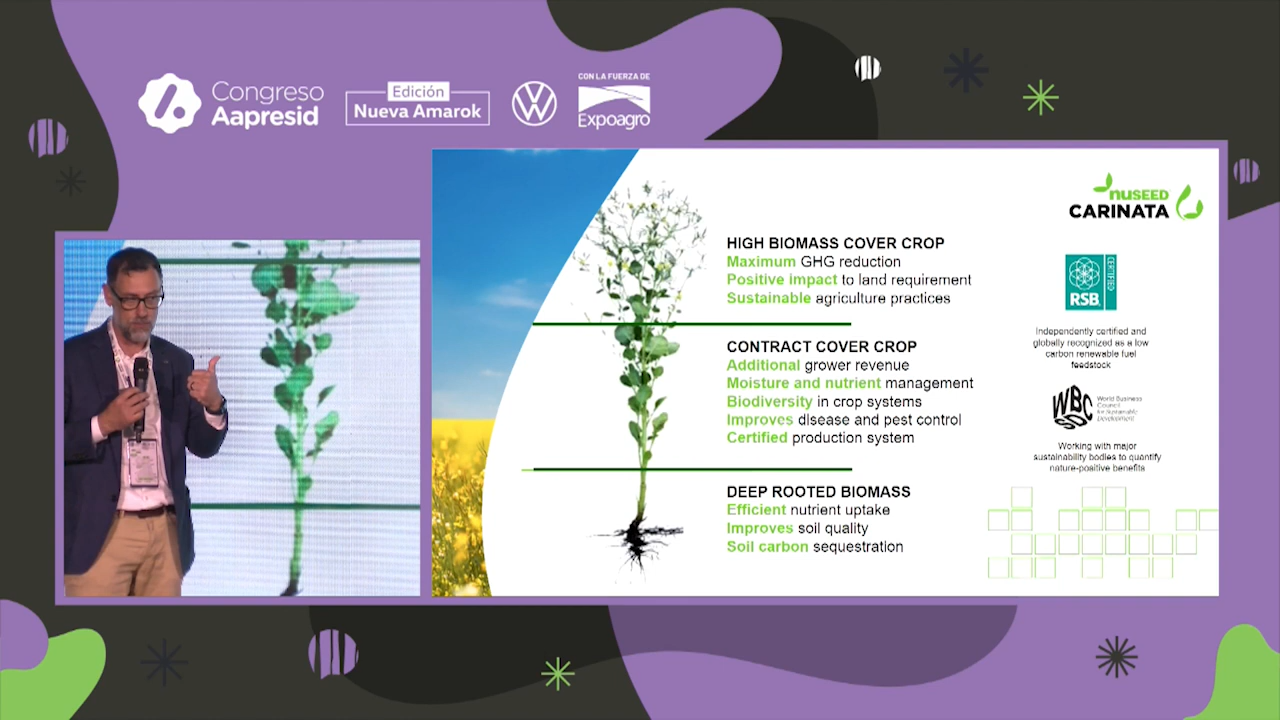 Congreso
Aapresid
Edición
Nueva Amarok
CON LA FUERZA DE
Expoagro
nuseed
CARINATA
HIGH BIOMASS COVER CROP
Maximum GHG reduction
Positive impact to land requirement
Sustainable agriculture practices
CONTRACT COVER CROP
Additional grower revenue
Moisture and nutrient management
Biodiversity in crop systems
Improves disease and pest control
Certified production system
DEEP ROOTED BIOMASS
Efficient nutrient uptake
Improves soil quality
Soil carbon sequestration
RSB
CERTIFIED
Independently certified and
globally recognized as a low
carbon renewable fuel
feedstock
WBC
World Business
Council
for Sustainable
Development
Working with major
sustainability bodies to quantify
nature-positive benefits